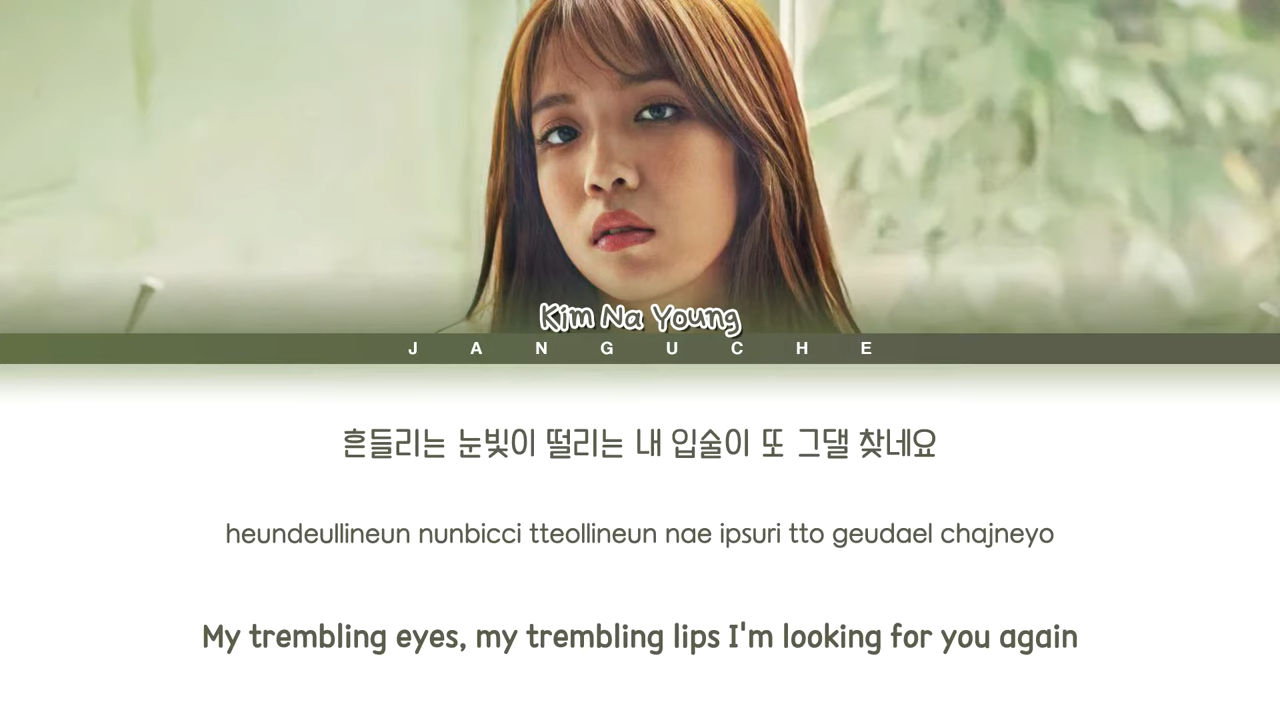 Kim Na Young
JANGUCHE
흔들리는 눈빛이 떨리는 내 입술이 또 그댈 찾네요
heundeullineun nunbicci tteollineun nae ipsuri tto geudael chajneyo
My trembling eyes, my trembling lips I'm looking for you again